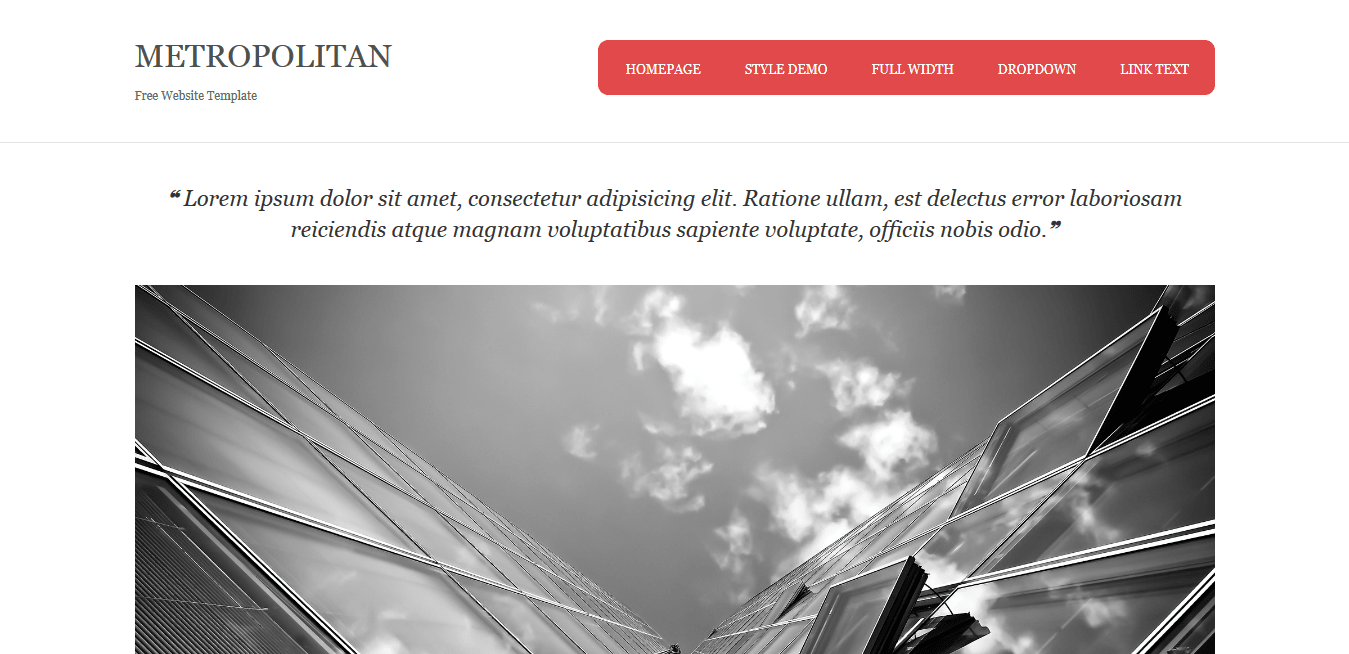 METROPOLITAN
Free Website Template
HOMEPAGE STYLE DEMO FULL WIDTH DROPDOWN LINK TEXT
❝ Lorem ipsum dolor sit amet, consectetur adipisicing elit. Ratione ullam, est delectus error laboriosam
reiciendis atque magnam voluptatibus sapiente voluptate, officiis nobis odio.❞